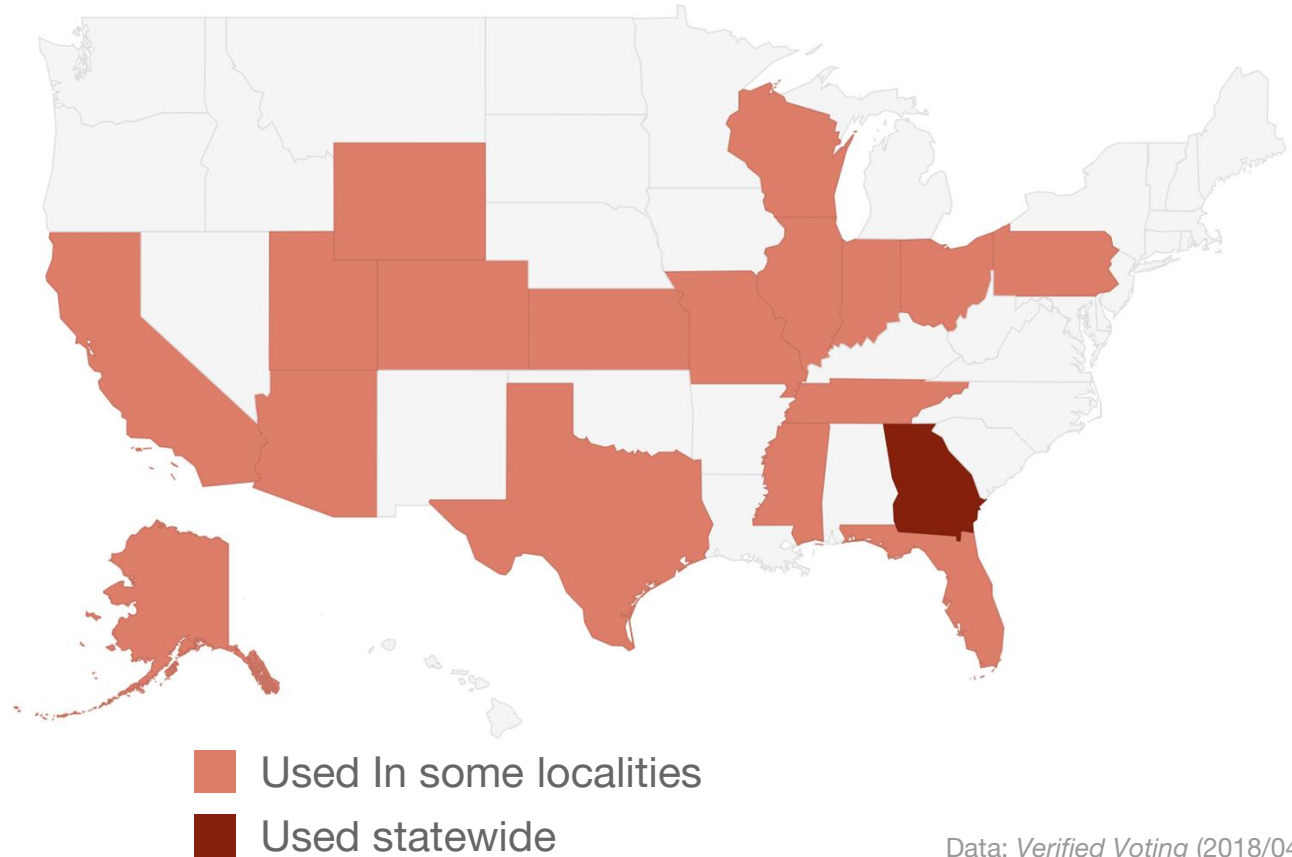 Used In some localities
Used statewide
Data: Verified Voting (2018/04